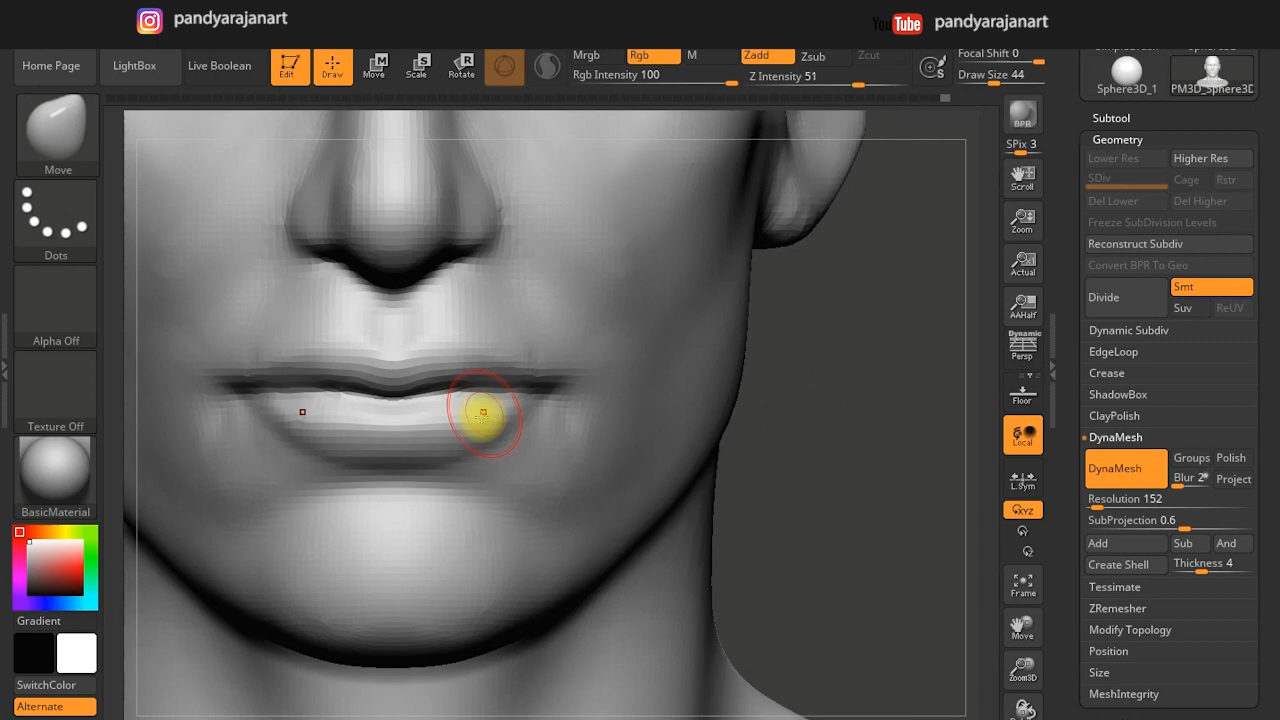 pandyarajanart
YouTube pandyarajanart
Home Page
LightBox
Live Boolean
Edit
Draw
Move
Scale
Rotate
Mrgb
Rgb
M
Rgb Intensity 100
Zadd
Zsub
Zcut
Z Intensity 51
S
Focal Shift 0
Draw Size 44
Move
Dots
Alpha Off
Texture Off
BasicMaterial
Gradient
SwitchColor
Alternate
BPR
SPix 3
Scroll
Zoom
Actual
AAHalf
Dynamic
Persp
Floor
Local
L.Sym
XYZ
Frame
Move
Zoom3D
Sphere3D_1
PM3D_Sphere3D
Subtool
Geometry
Lower Res
Higher Res
SDiv
Cage
Rstr
Del Lower
Del Higher
Freeze SubDivision Levels
Reconstruct Subdiv
Convert BPR To Geo
Divide
Smt
Suv
ReUV
Dynamic Subdiv
EdgeLoop
Crease
ShadowBox
ClayPolish
DynaMesh
DynaMesh
Groups
Polish
Blur 2
Project
Resolution 152
SubProjection 0.6
Add
Sub
And
Create Shell
Thickness 4
Tessimate
ZRemesher
Modify Topology
Position
Size
MeshIntegrity